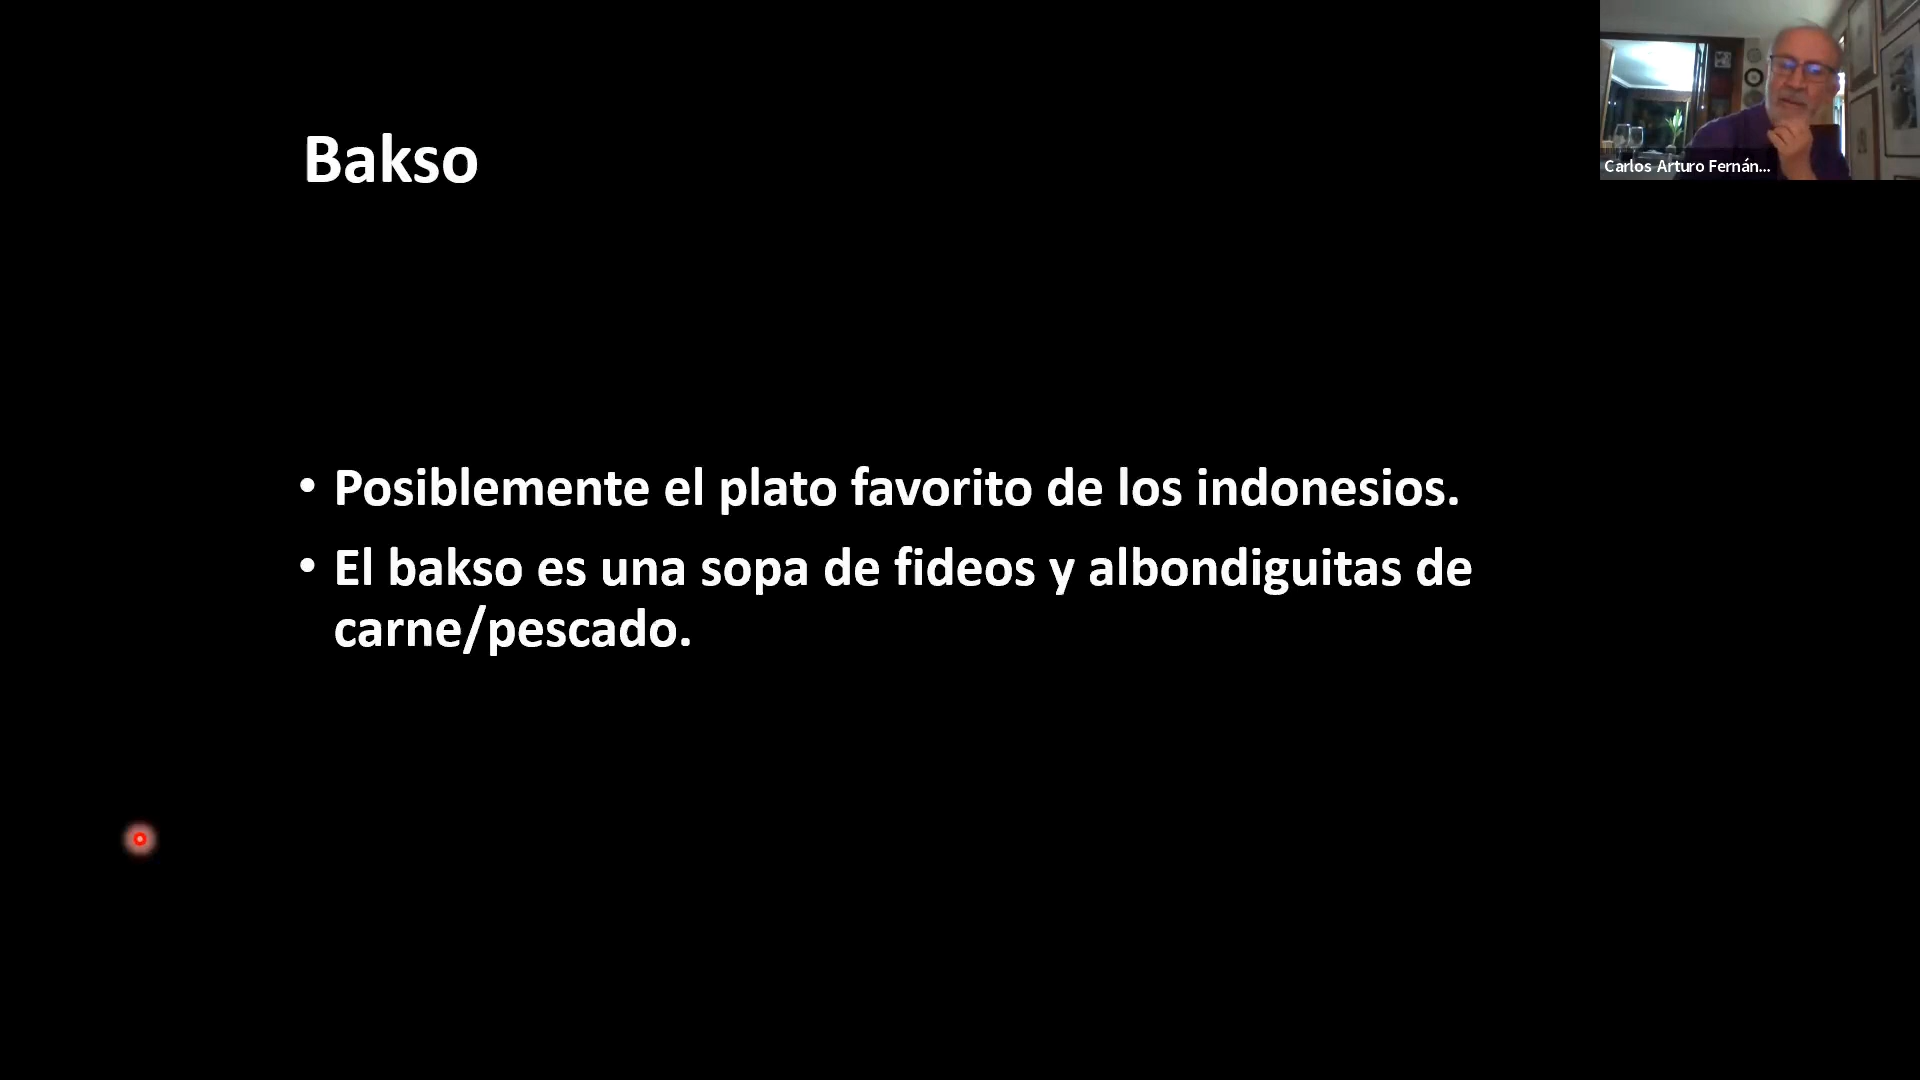 Bakso
Carlos Arturo Fernán...
• Posiblemente el plato favorito de los indonesios.
• El bakso es una sopa de fideos y albondiguitas de
carne/pescado.